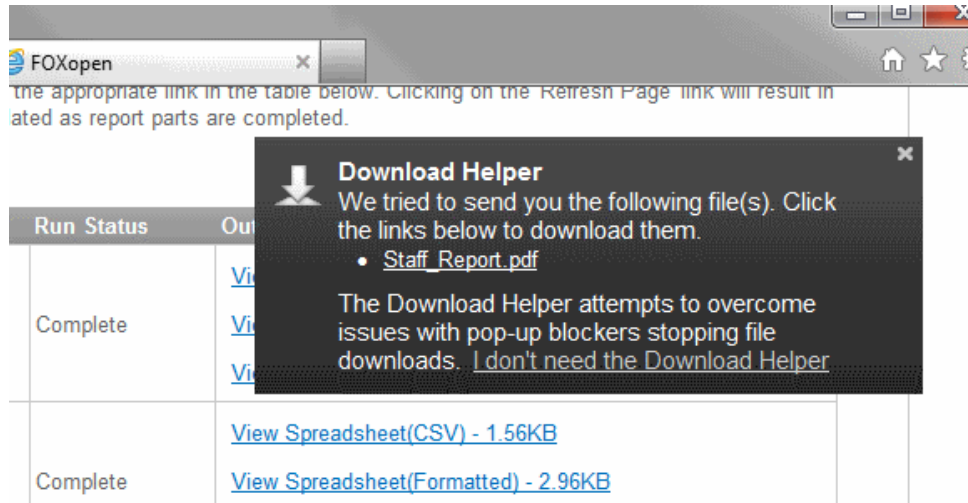 FOXopen
the appropriate link in the table below. Clicking on the 'Refresh Page' link will result in
ated as report parts are completed.
Download Helper
We tried to send you the following file(s). Click
the links below to download them.
• Staff_Report.pdf
The Download Helper attempts to overcome
issues with pop-up blockers stopping file
downloads. I don't need the Download Helper
Run Status
Complete
View Spreadsheet(CSV) - 1.56KB
Complete
View Spreadsheet(Formatted) - 2.96KB